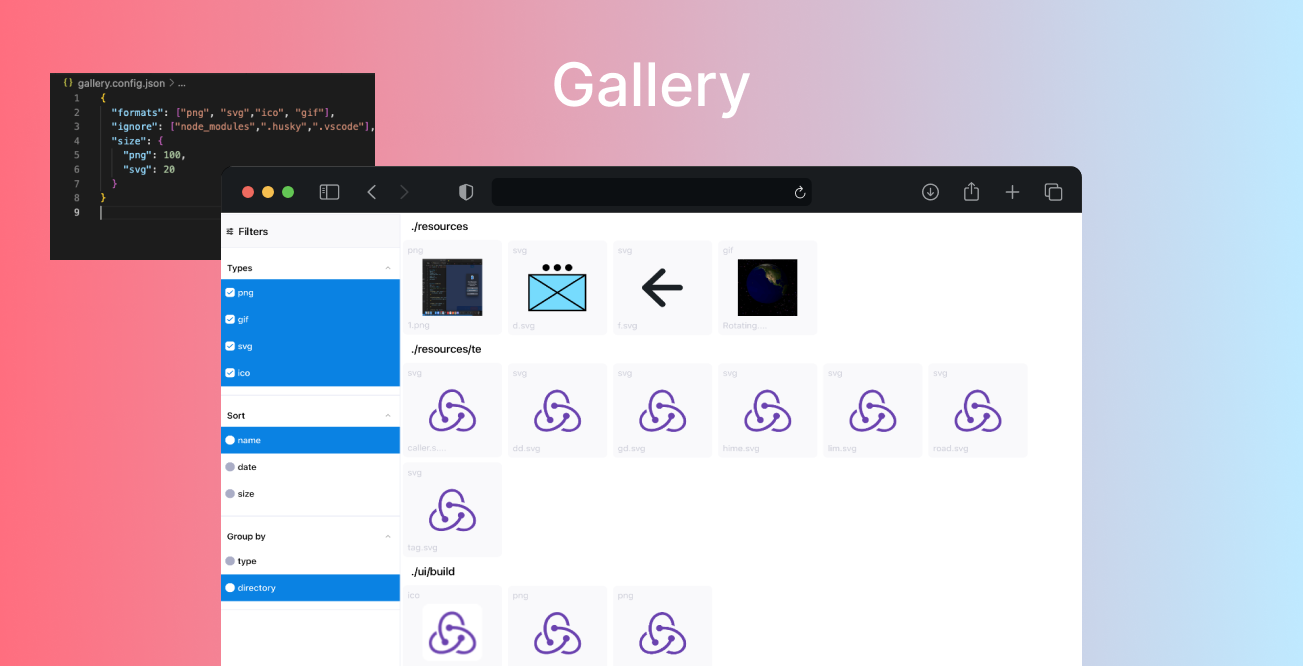 Gallery
{} gallery.config.json > ...
1 {
2 "formats": ["png", "svg","ico", "gif"],
3 "ignore": ["node_modules",".husky",".vscode"],
4 "size": {
5 "png": 100,
6 "svg": 20
7 }
8 }
9
Filters
Types
png
gif
svg
ico
Sort
name
date
size
Group by
type
directory
./resources
png svg svg gif
1.png d.svg f.svg Rotating....
./resources/te
svg svg svg svg svg svg
caller.s... dd.svg gd.svg hime.svg lim.svg road.svg
svg
tag.svg
./ui/build
ico png png